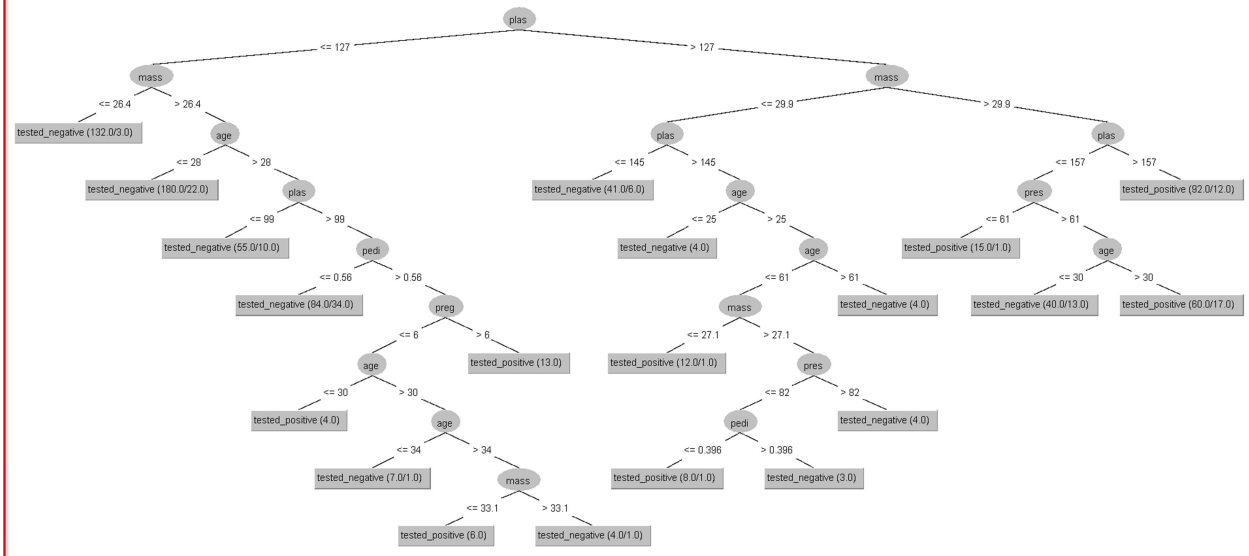 plas
<= 127
> 127
mass
mass
<= 26.4
> 26.4
<= 29.9
> 29.9
tested_negative (132.0/3.0)
age
plas
plas
<= 28
> 28
<= 145
> 145
<= 157
> 157
tested_negative (180.0/22.0)
plas
tested_negative (41.0/6.0)
age
pres
tested_positive (92.0/12.0)
<= 99
> 99
<= 25
> 25
<= 61
> 61
tested_negative (55.0/10.0)
pedi
tested_negative (4.0)
age
tested_positive (15.0/1.0)
age
<= 0.56
> 0.56
<= 61
> 61
<= 30
> 30
tested_negative (84.0/34.0)
preg
mass
tested_negative (4.0)
tested_negative (40.0/13.0)
tested_positive (60.0/17.0)
<= 6
> 6
<= 27.1
> 27.1
age
tested_positive (13.0)
tested_positive (12.0/1.0)
pres
<= 30
> 30
<= 82
> 82
tested_positive (4.0)
age
pedi
tested_negative (4.0)
<= 34
> 34
<= 0.396
> 0.396
tested_negative (7.0/1.0)
mass
tested_positive (8.0/1.0)
tested_negative (3.0)
<= 33.1
> 33.1
tested_positive (6.0)
tested_negative (4.0/1.0)